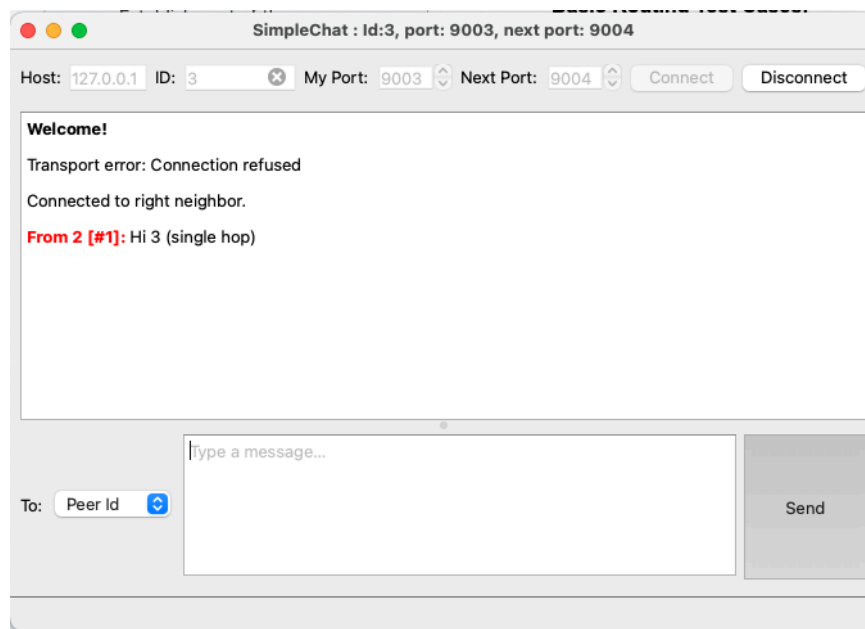 SimpleChat : Id:3, port: 9003, next port: 9004
Host: 127.0.0.1 ID: 3 My Port: 9003 Next Port: 9004 Connect Disconnect
Welcome!
Transport error: Connection refused
Connected to right neighbor.
From 2 [#1]: Hi 3 (single hop)
Type a message...
To: Peer Id
Send